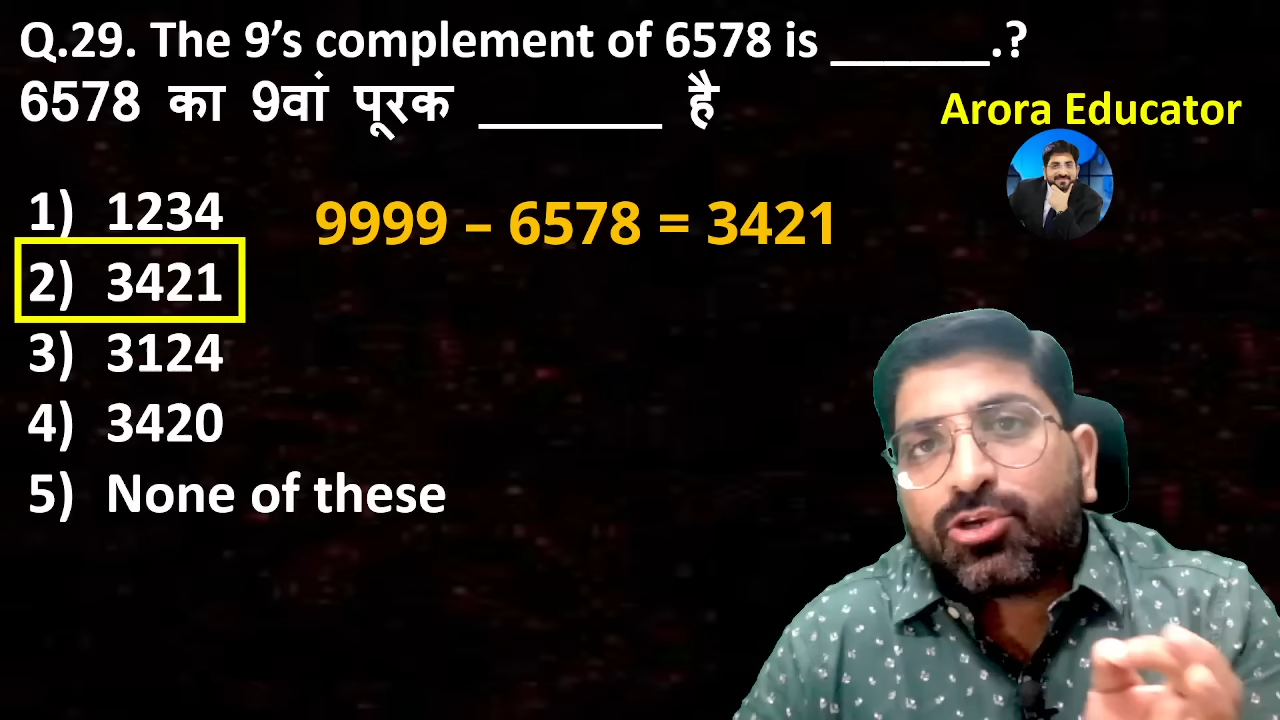 Q.29. The 9’s complement of 6578 is ______.?
6578 का 9वां पूरक _______ है
Arora Educator
1) 1234
9999 – 6578 = 3421
2) 3421
3) 3124
4) 3420
5) None of these